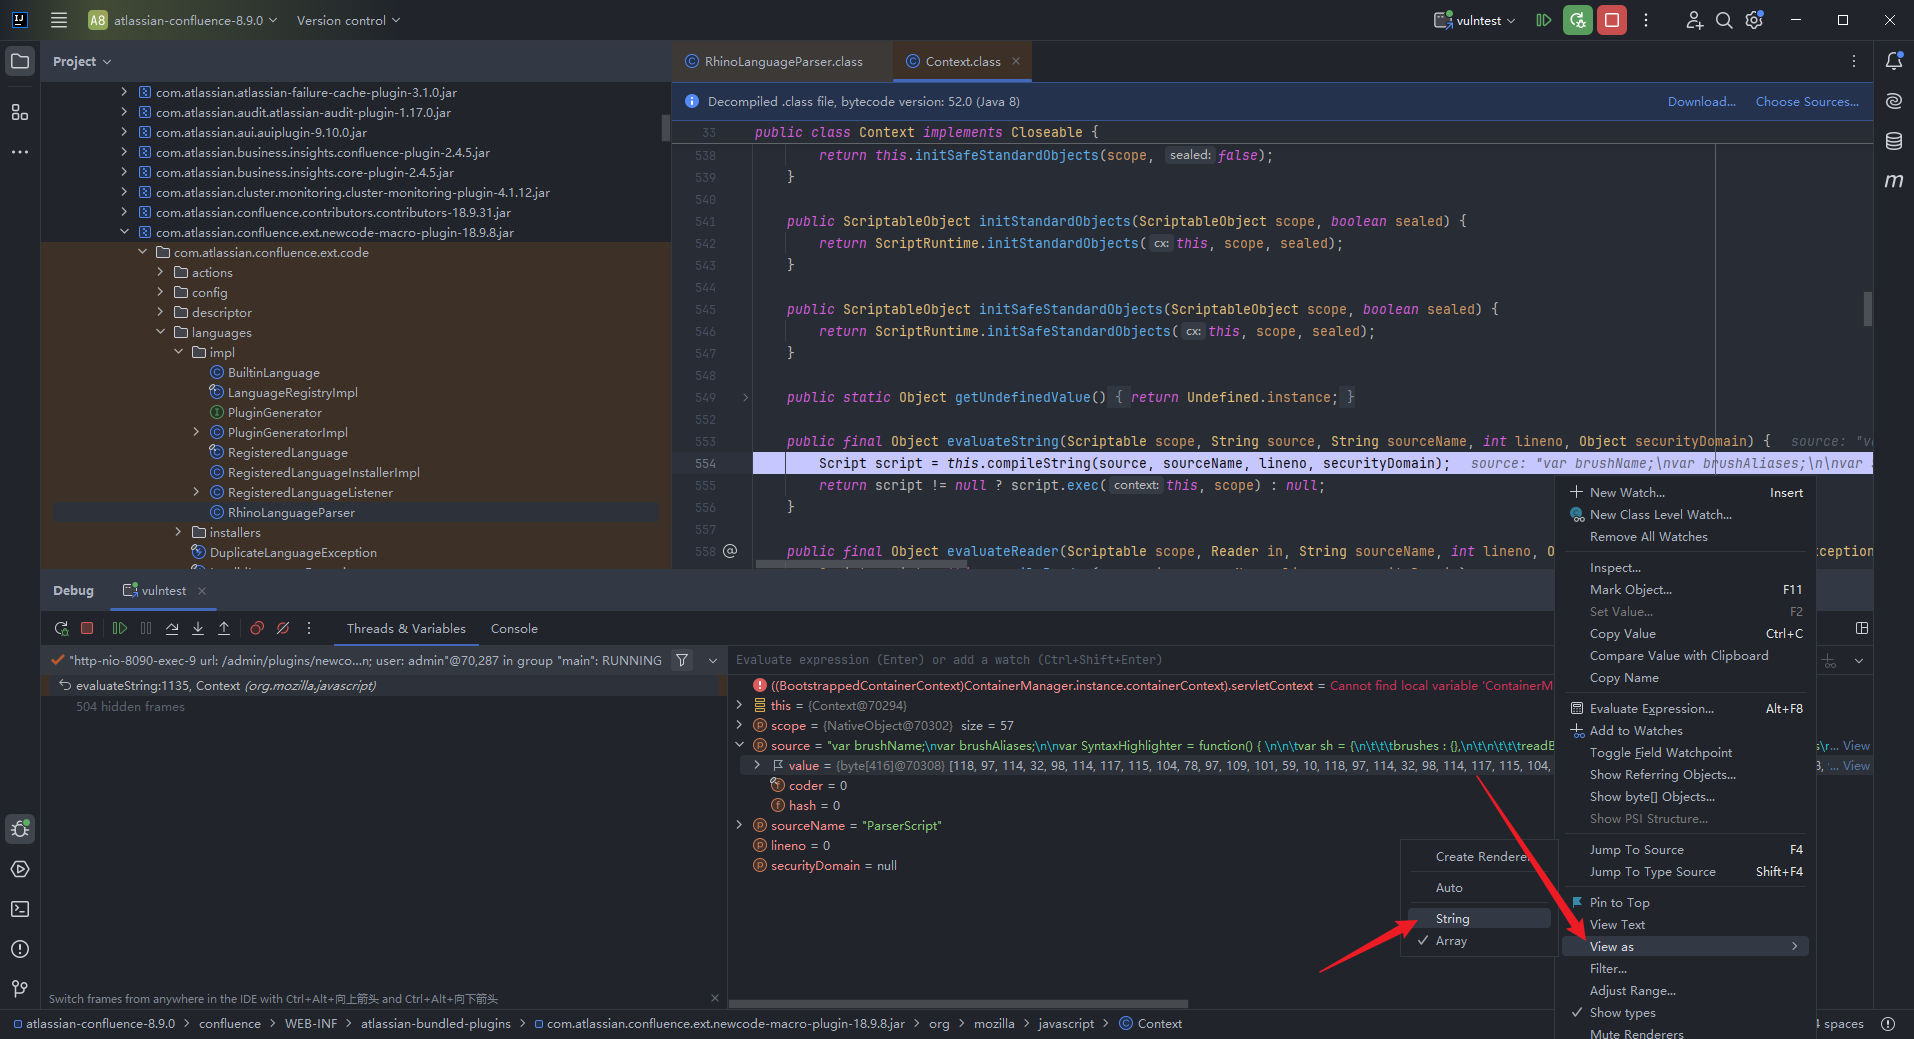 A8 atlassian-confluence-8.9.0 Version control vulntest
Project
RhinoLanguageParser.class Context.class
Decompiled .class file, bytecode version: 52.0 (Java 8) Download... Choose Sources...
com.atlassian.atlassian-failure-cache-plugin-3.1.0.jar
com.atlassian.audit.atlassian-audit-plugin-1.17.0.jar
com.atlassian.aui.auiplugin-9.10.0.jar
com.atlassian.business.insights.confluence-plugin-2.4.5.jar
com.atlassian.business.insights.core-plugin-2.4.5.jar
com.atlassian.cluster.monitoring.cluster-monitoring-plugin-4.1.12.jar
com.atlassian.confluence.contributors.contributors-18.9.31.jar
com.atlassian.confluence.ext.newcode-macro-plugin-18.9.8.jar
com.atlassian.confluence.ext.code
actions
config
descriptor
languages
impl
BuiltinLanguage
LanguageRegistryImpl
PluginGenerator
PluginGeneratorImpl
RegisteredLanguage
RegisteredLanguageInstallerImpl
RegisteredLanguageListener
RhinoLanguageParser
installers
DuplicateLanguageException
33 public class Context implements Closeable {
538 return this.initSafeStandardObjects(scope, sealed: false);
539 }
540
541 public ScriptableObject initStandardObjects(ScriptableObject scope, boolean sealed) {
542 return ScriptRuntime.initStandardObjects( cx: this, scope, sealed);
543 }
544
545 public ScriptableObject initSafeStandardObjects(ScriptableObject scope, boolean sealed) {
546 return ScriptRuntime.initSafeStandardObjects( cx: this, scope, sealed);
547 }
548
549 public static Object getUndefinedValue() { return Undefined.instance; }
552
553 public final Object evaluateString(Scriptable scope, String source, String sourceName, int lineno, Object securityDomain) { source: "va
554 Script script = this.compileString(source, sourceName, lineno, securityDomain); source: "var brushName;\nvar brushAliases;\n\nvar S
555 return script != null ? script.exec( context: this, scope) : null;
556 }
557
558 @ public final Object evaluateReader(Scriptable scope, Reader in, String sourceName, int lineno, O ception
Debug vulntest
Threads & Variables Console
"http-nio-8090-exec-9 url: /admin/plugins/newco...n; user: admin"@70,287 in group "main": RUNNING
evaluateString:1135, Context (org.mozilla.javascript)
504 hidden frames
Switch frames from anywhere in the IDE with Ctrl+Alt+向上箭头 and Ctrl+Alt+向下箭头
Evaluate expression (Enter) or add a watch (Ctrl+Shift+Enter)
((BootstrappedContainerContext)ContainerManager.instance.containerContext).servletContext = Cannot find local variable 'ContainerM
this = {Context@70294}
scope = {NativeObject@70302} size = 57
source = "var brushName;\nvar brushAliases;\n\nvar SyntaxHighlighter = function() { \n\n\tvar sh = {\n\t\t\tbrushes : {},\n\t\t\n\t\treadB s\r... View
value = {byte[416]@70308} [118, 97, 114, 32, 98, 114, 117, 115, 104, 78, 97, 109, 101, 59, 10, 118, 97, 114, 32, 98, 114, 117, 115, 104, 3, ... View
coder = 0
hash = 0
sourceName = "ParserScript"
lineno = 0
securityDomain = null
Create Renderer
Auto
String
Array
New Watch... Insert
New Class Level Watch...
Remove All Watches
Inspect...
Mark Object... F11
Set Value... F2
Copy Value Ctrl+C
Compare Value with Clipboard
Copy Name
Evaluate Expression... Alt+F8
Add to Watches
Toggle Field Watchpoint
Show Referring Objects...
Show byte[] Objects...
Show PSI Structure...
Jump To Source F4
Jump To Type Source Shift+F4
Pin to Top
View Text
View as
Filter...
Adjust Range...
Show types
Mute Renderers
atlassian-confluence-8.9.0 confluence WEB-INF atlassian-bundled-plugins com.atlassian.confluence.ext.newcode-macro-plugin-18.9.8.jar org mozilla javascript Context spaces